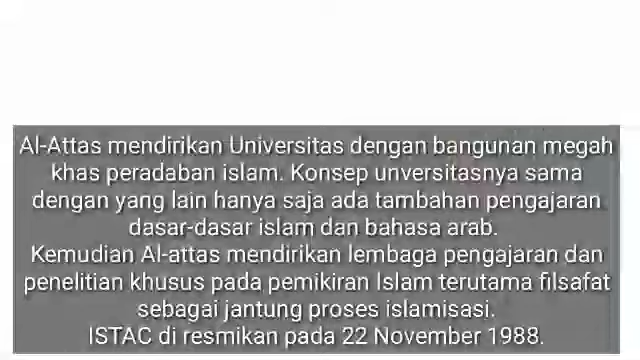 Al-Attas mendirikan Universitas dengan bangunan megah
khas peradaban islam. Konsep unversitasnya sama
dengan yang lain hanya saja ada tambahan pengajaran
dasar-dasar islam dan bahasa arab.
Kemudian Al-attas mendirikan lembaga pengajaran dan
penelitian khusus pada pemikiran Islam terutama filsafat
sebagai jantung proses islamisasi.
ISTAC di resmikan pada 22 November 1988.